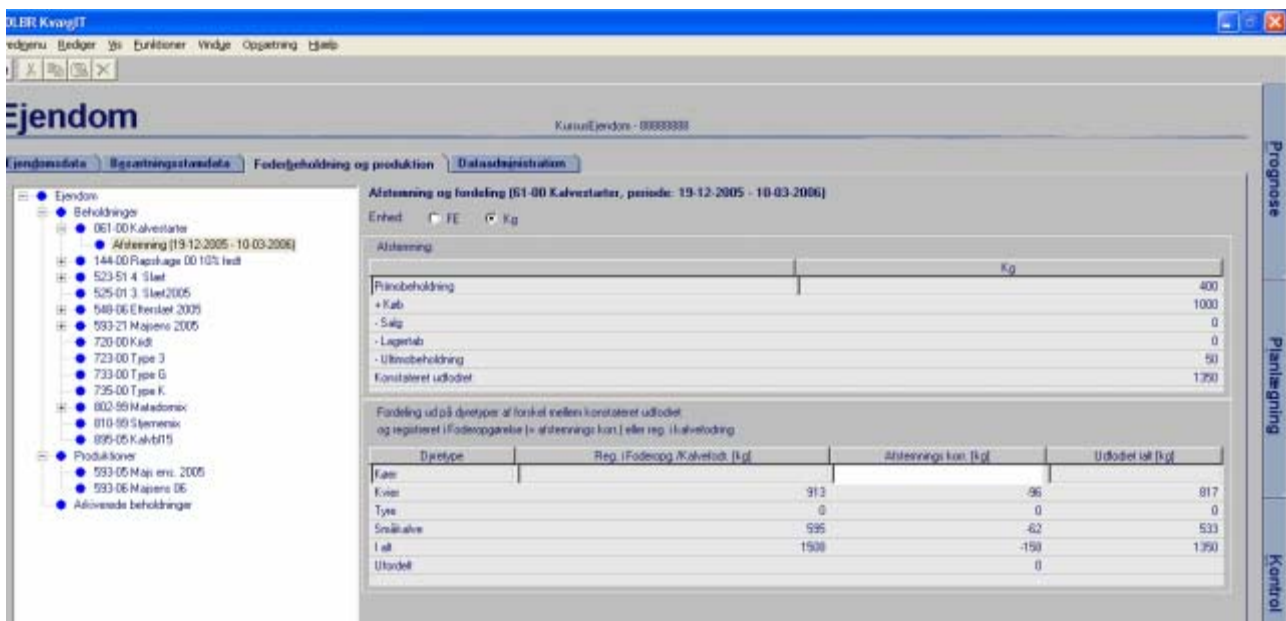 DLBR KvægIT
Rediger Vis Funktioner Vindue Opsætning Hjælp
Ejendom
KursusEjendom - 88888888
Ejendomsdata Besætningsstamdata Foderbeholdning og produktion Dataadministration
Ejendom
Beholdninger
061-00 Kalvestarter
Afstemning (19-12-2005 - 10-03-2006)
144-00 Rapskage 00 10% fedt
523-51 4. Slæt
525-01 3. Slæt2005
548-06 Efterslæt 2005
593-21 Majsens 2005
720-00 Kridt
723-00 Type 3
733-00 Type G
735-00 Type K
802-99 Matadormix
810-99 Stjernemix
895-05 Kalvbl15
Produktioner
593-05 Majs ens. 2005
593-06 Majsens 06
Arkiverede beholdninger
Afstemning og fordeling (61-00 Kalvestarter, periode: 19-12-2005 - 10-03-2006)
Enhed FE Kg
Afstemning
Kg
Primobeholdning 400
+ Køb 1000
- Salg 0
- Lagertab 0
- Ultimobeholdning 50
Konstateret udfodret 1350
Fordeling ud på dyretyper af forskel mellem konstateret udfodret
og registreret i Foderopgørelse (= afstemnings korr.) eller reg. i kalvefodring
Dyretype Reg. i Foderopg./Kalvefodr. [kg] Afstemnings korr. [kg] Udfodret ialt [kg]
Køer
Kvier 913 -96 817
Tyre 0 0 0
Småkalve 595 -62 533
I alt 1508 -158 1350
Ufordelt 0
Prognose
Planlægning
Kontrol